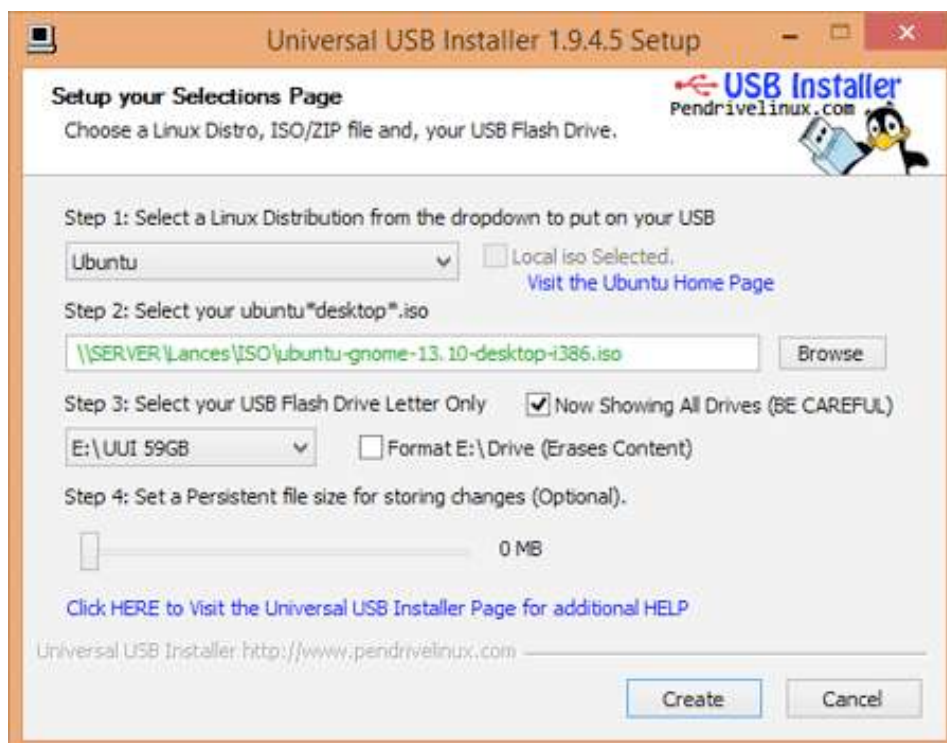 Universal USB Installer 1.9.4.5 Setup
Setup your Selections Page
Choose a Linux Distro, ISO/ZIP file and, your USB Flash Drive.
USB Installer
Pendrivelinux.com
Step 1: Select a Linux Distribution from the dropdown to put on your USB
Ubuntu
Local iso Selected.
Visit the Ubuntu Home Page
Step 2: Select your ubuntu*desktop*.iso
\\SERVER\Lances\ISO\ubuntu-gnome-13.10-desktop-i386.iso
Browse
Step 3: Select your USB Flash Drive Letter Only
Now Showing All Drives (BE CAREFUL)
E:\UUI 59GB
Format E:\Drive (Erases Content)
Step 4: Set a Persistent file size for storing changes (Optional).
0 MB
Click HERE to Visit the Universal USB Installer Page for additional HELP
Universal USB Installer http://www.pendrivelinux.com
Create
Cancel